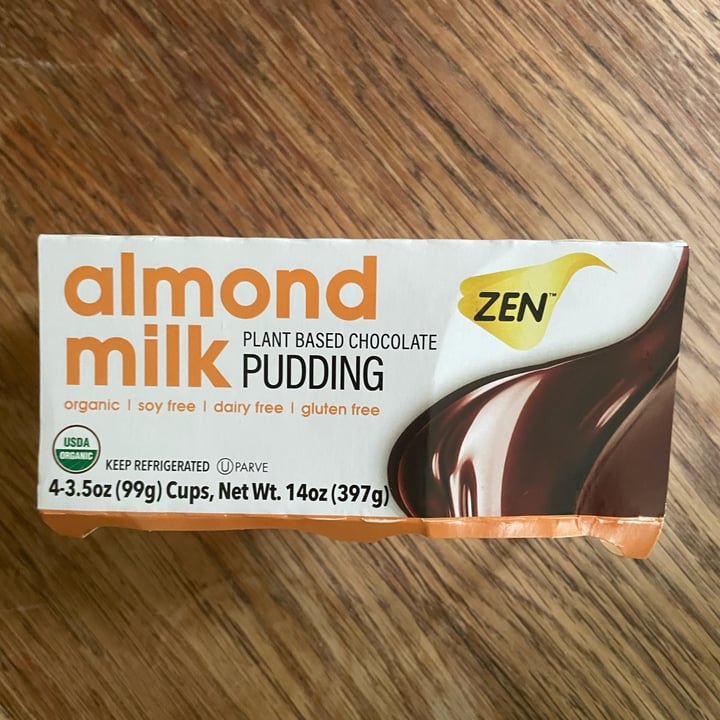 almond
milk
PLANT BASED CHOCOLATE
PUDDING
ZEN™
organic | soy free | dairy free | gluten free
USDA
ORGANIC
KEEP REFRIGERATED Ⓤ PARVE
4-3.5oz (99g) Cups, Net Wt. 14oz (397g)